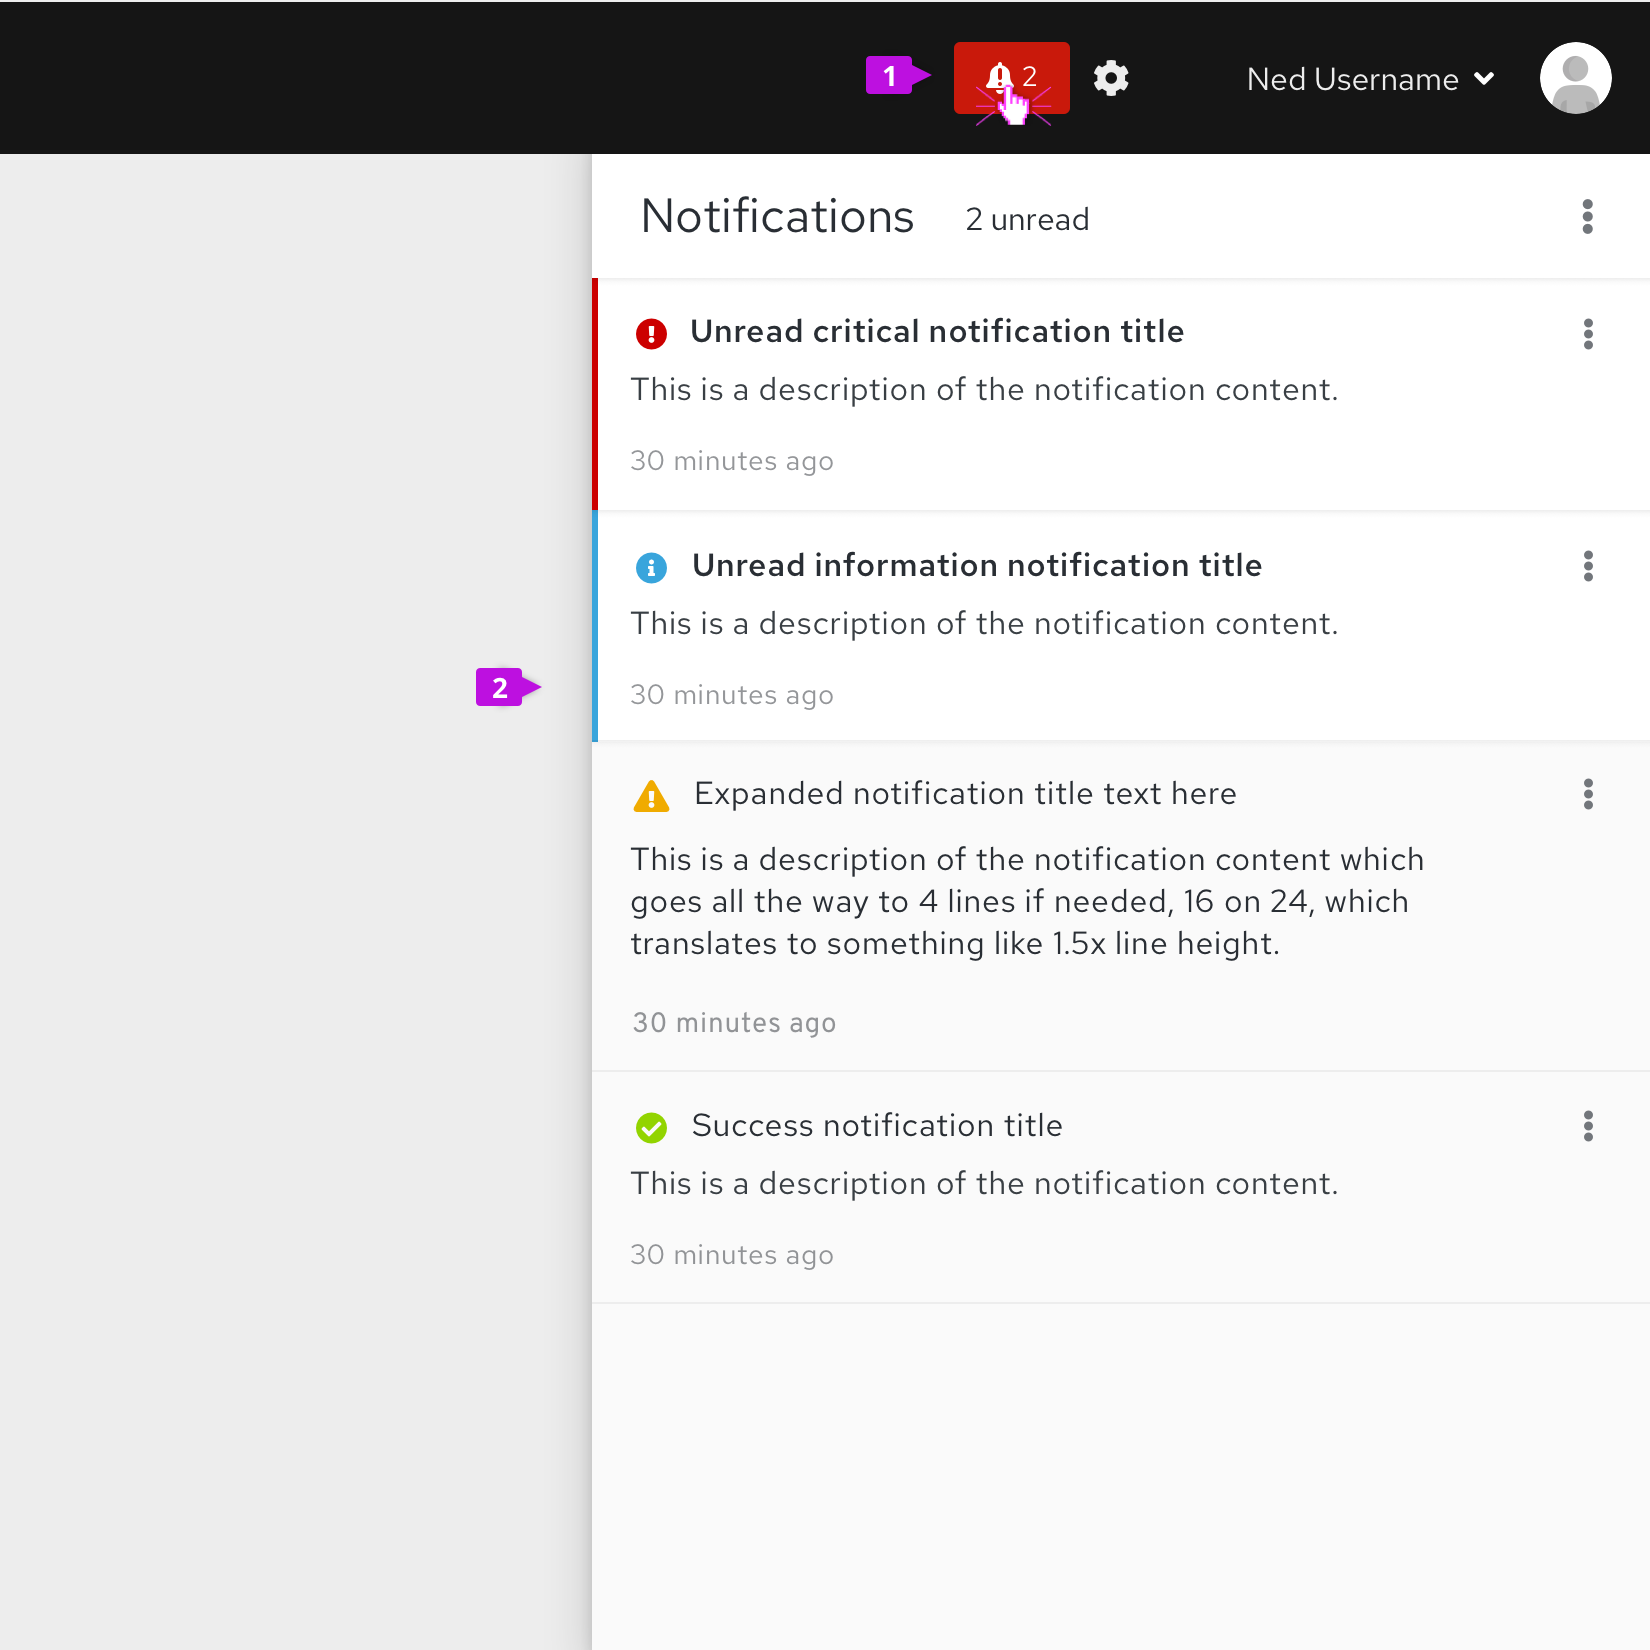 1
2
Ned Username
Notifications 2 unread
Unread critical notification title
This is a description of the notification content.
30 minutes ago
Unread information notification title
This is a description of the notification content.
2
30 minutes ago
Expanded notification title text here
This is a description of the notification content which
goes all the way to 4 lines if needed, 16 on 24, which
translates to something like 1.5x line height.
30 minutes ago
Success notification title
This is a description of the notification content.
30 minutes ago